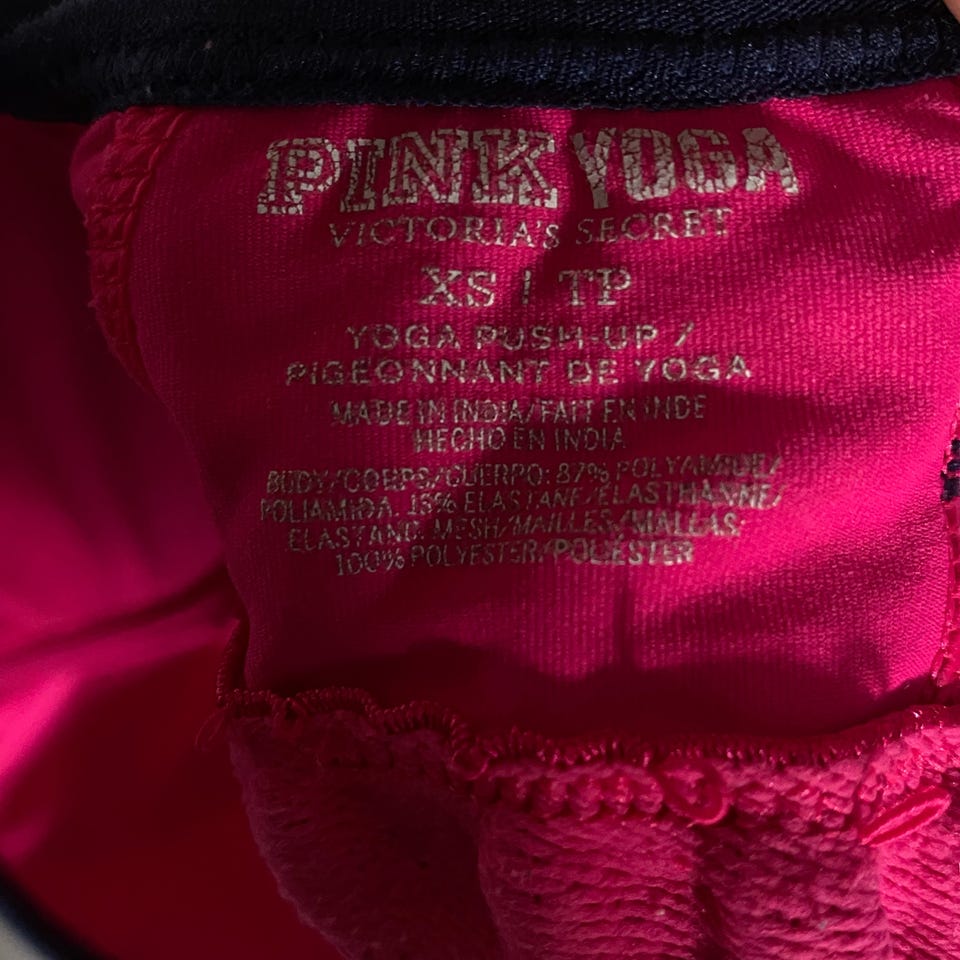 PINK YOGA
VICTORIA'S SECRET
XS / TP
YOGA PUSH-UP /
PIGEONNANT DE YOGA
MADE IN INDIA/FAIT EN INDE
HECHO EN INDIA
BODY/CORPS/CUERPO: 87% POLYAMIDE/
POLIAMIDA, 13% ELASTANE/ELASTHANNE/
ELASTANO. MESH/MAILLES/MALLAS:
100% POLYESTER/POLIÉSTER